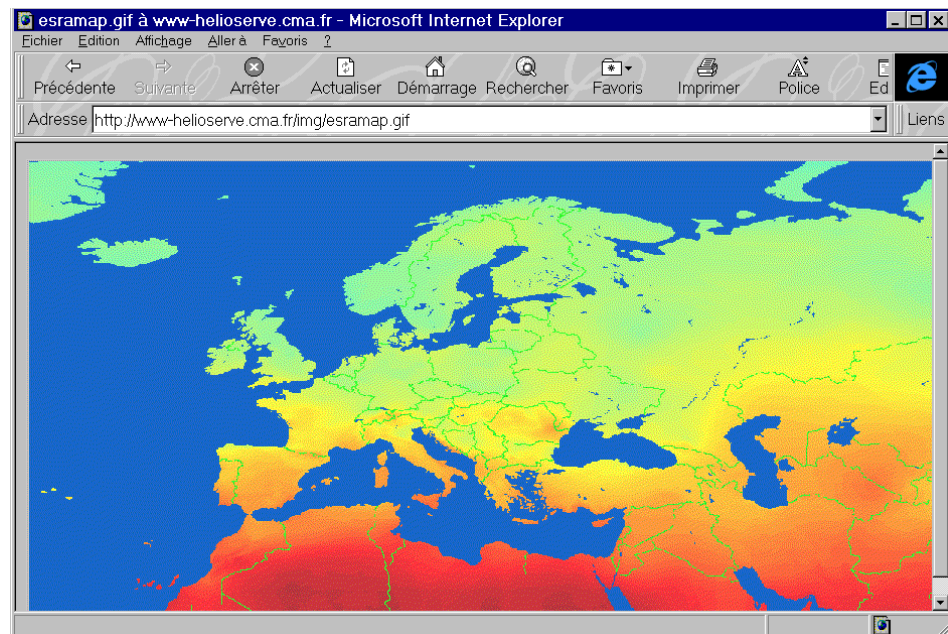 esramap.gif à www-helioserve.cma.fr - Microsoft Internet Explorer
Fichier Edition Affichage Aller à Favoris ?
Précédente Suivante Arrêter Actualiser Démarrage Rechercher Favoris Imprimer Police Ed
Adresse http://www-helioserve.cma.fr/img/esramap.gif Liens